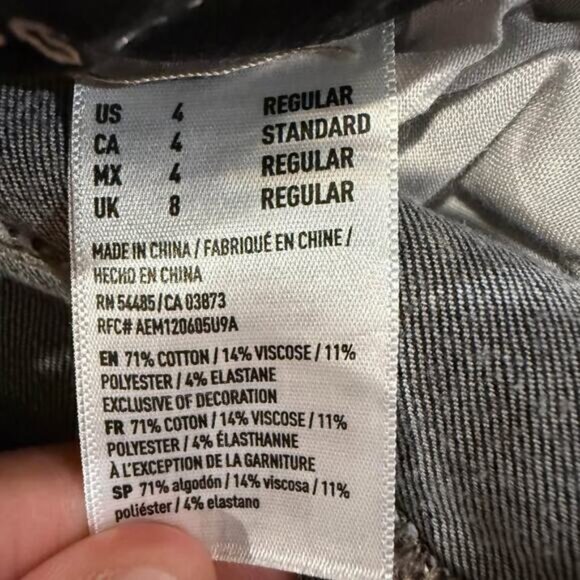 US 4 REGULAR
CA 4 STANDARD
MX 4 REGULAR
UK 8 REGULAR
MADE IN CHINA / FABRIQUÉ EN CHINE /
HECHO EN CHINA
RN 54485 / CA 03873
RFC# AEM120605U9A
EN 71% COTTON / 14% VISCOSE / 11%
POLYESTER / 4% ELASTANE
EXCLUSIVE OF DECORATION
FR 71% COTON / 14% VISCOSE / 11%
POLYESTER / 4% ÉLASTHANNE
À L'EXCEPTION DE LA GARNITURE
SP 71% algodón / 14% viscosa / 11%
poliéster / 4% elastano